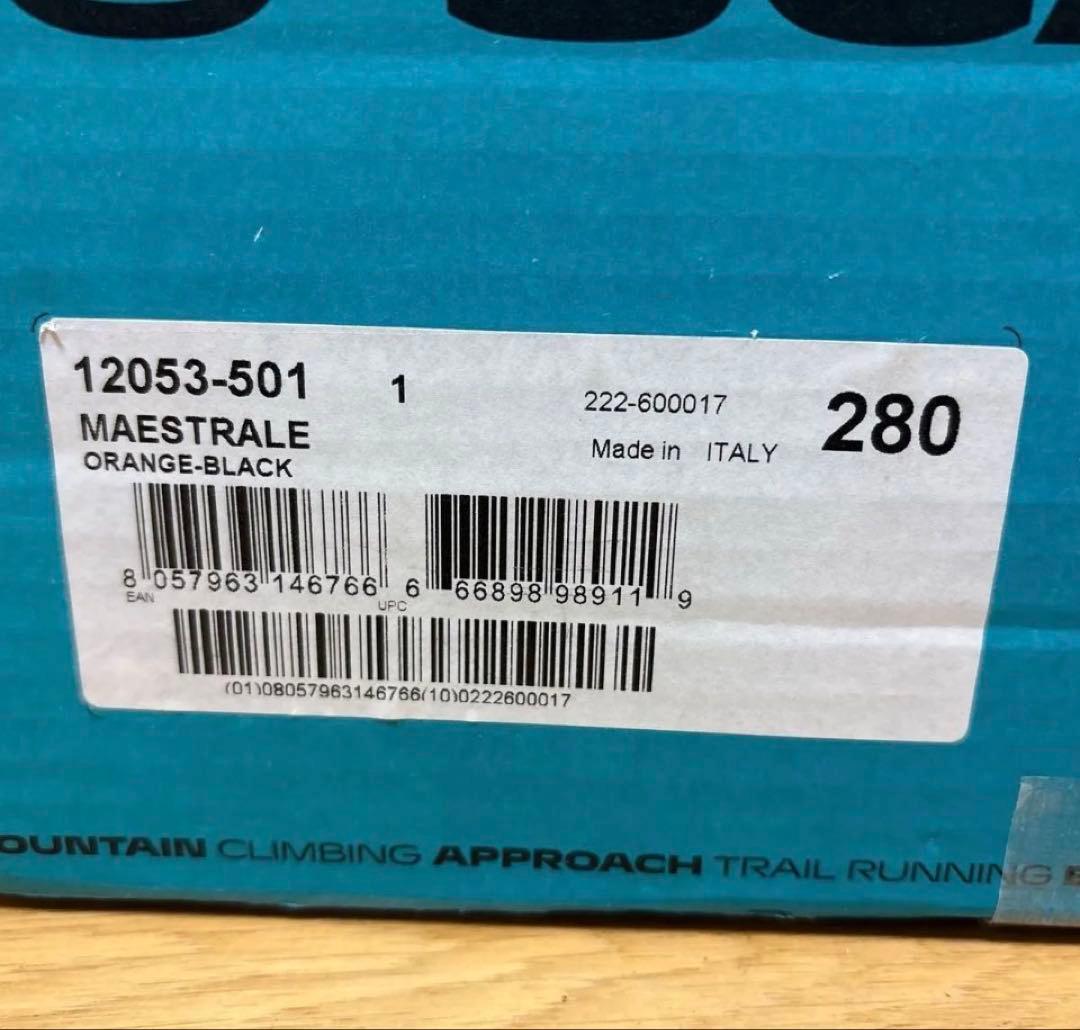 12053-501 1 222-600017 280
MAESTRALE Made in ITALY
ORANGE-BLACK
8 057963 146766 6 66898 98911 9
EAN UPC
(01)08057963146766(10)0222600017
OUNTAIN CLIMBING APPROACH TRAIL RUNNING